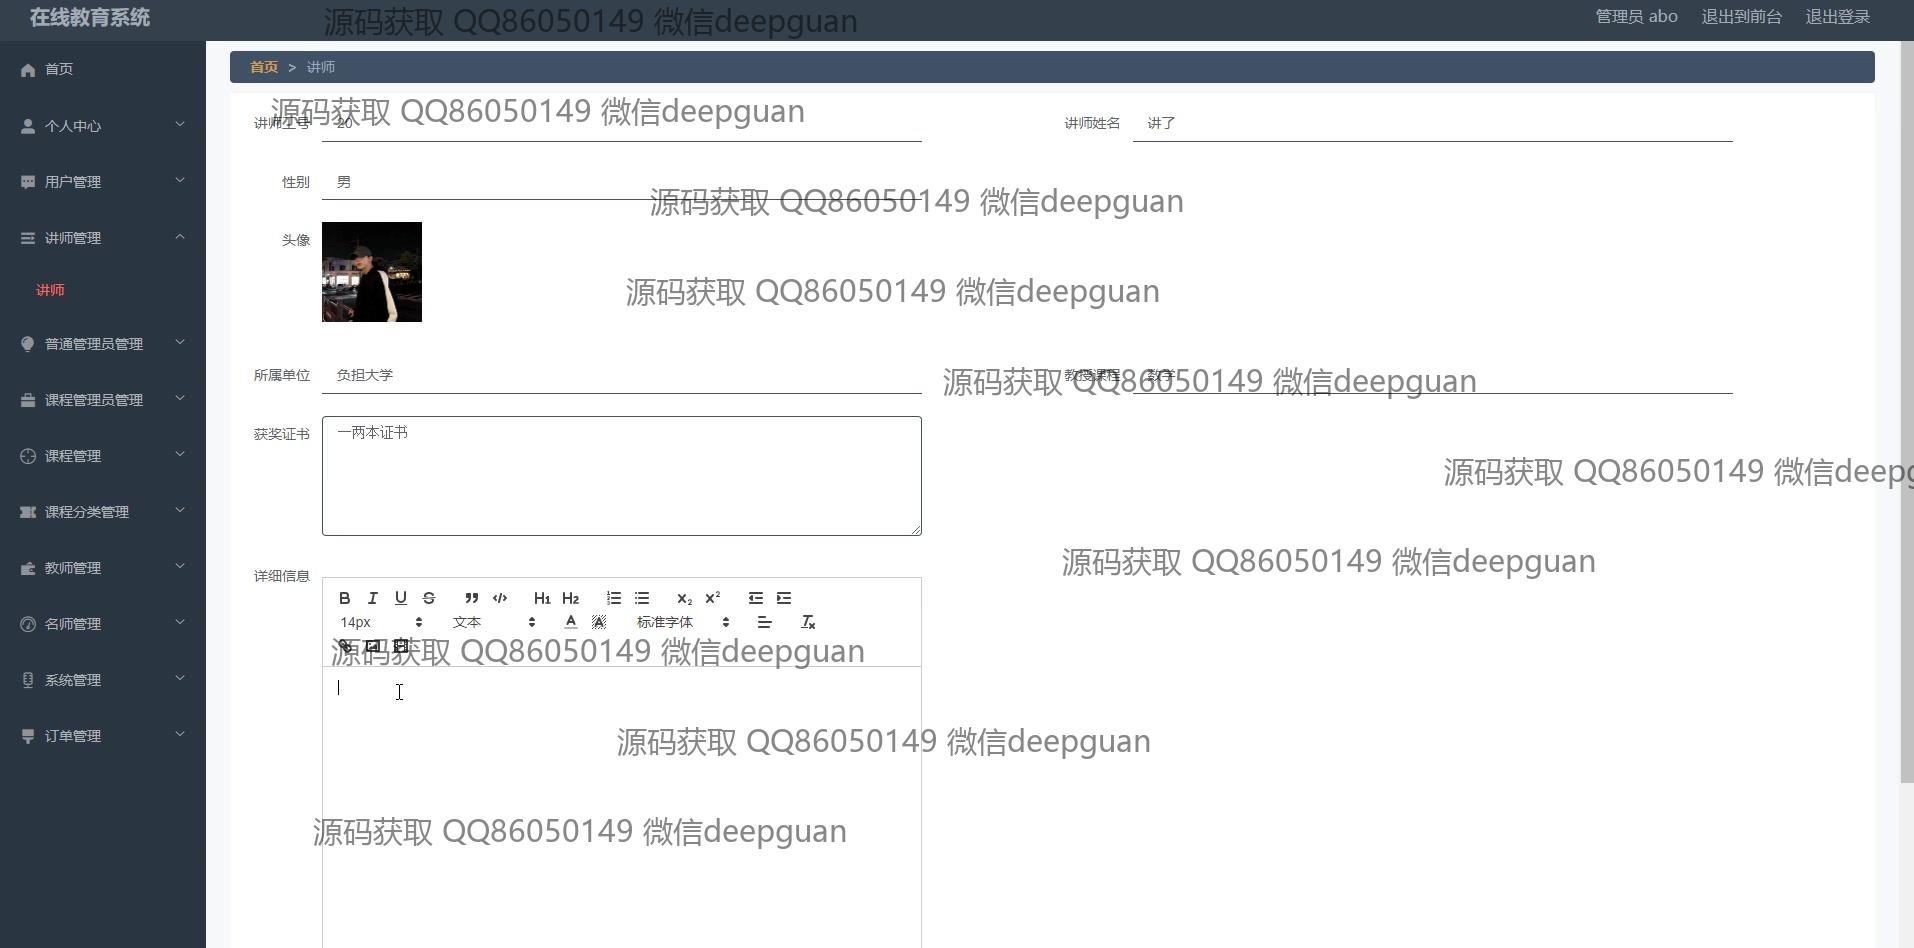 在线教育系统
源码获取 QQ86050149 微信deepguan
管理员 abo 退出到前台 退出登录
首页
个人中心
用户管理
讲师管理
讲师
普通管理员管理
课程管理员管理
课程管理
课程分类管理
教师管理
名师管理
系统管理
订单管理
首页 > 讲师
源码获取 QQ86050149 微信deepguan
讲师工号 20
讲师姓名 讲了
性别 男
源码获取 QQ86050149 微信deepguan
头像
源码获取 QQ86050149 微信deepguan
所属单位 负担大学
教授课程 数学
源码获取 QQ86050149 微信deepguan
获奖证书 一两本证书
源码获取 QQ86050149 微信deepg
源码获取 QQ86050149 微信deepguan
详细信息
B I U S H1 H2 X2 X2
14px 文本 A A 标准字体 Tx
源码获取 QQ86050149 微信deepguan
源码获取 QQ86050149 微信deepguan
源码获取 QQ86050149 微信deepguan